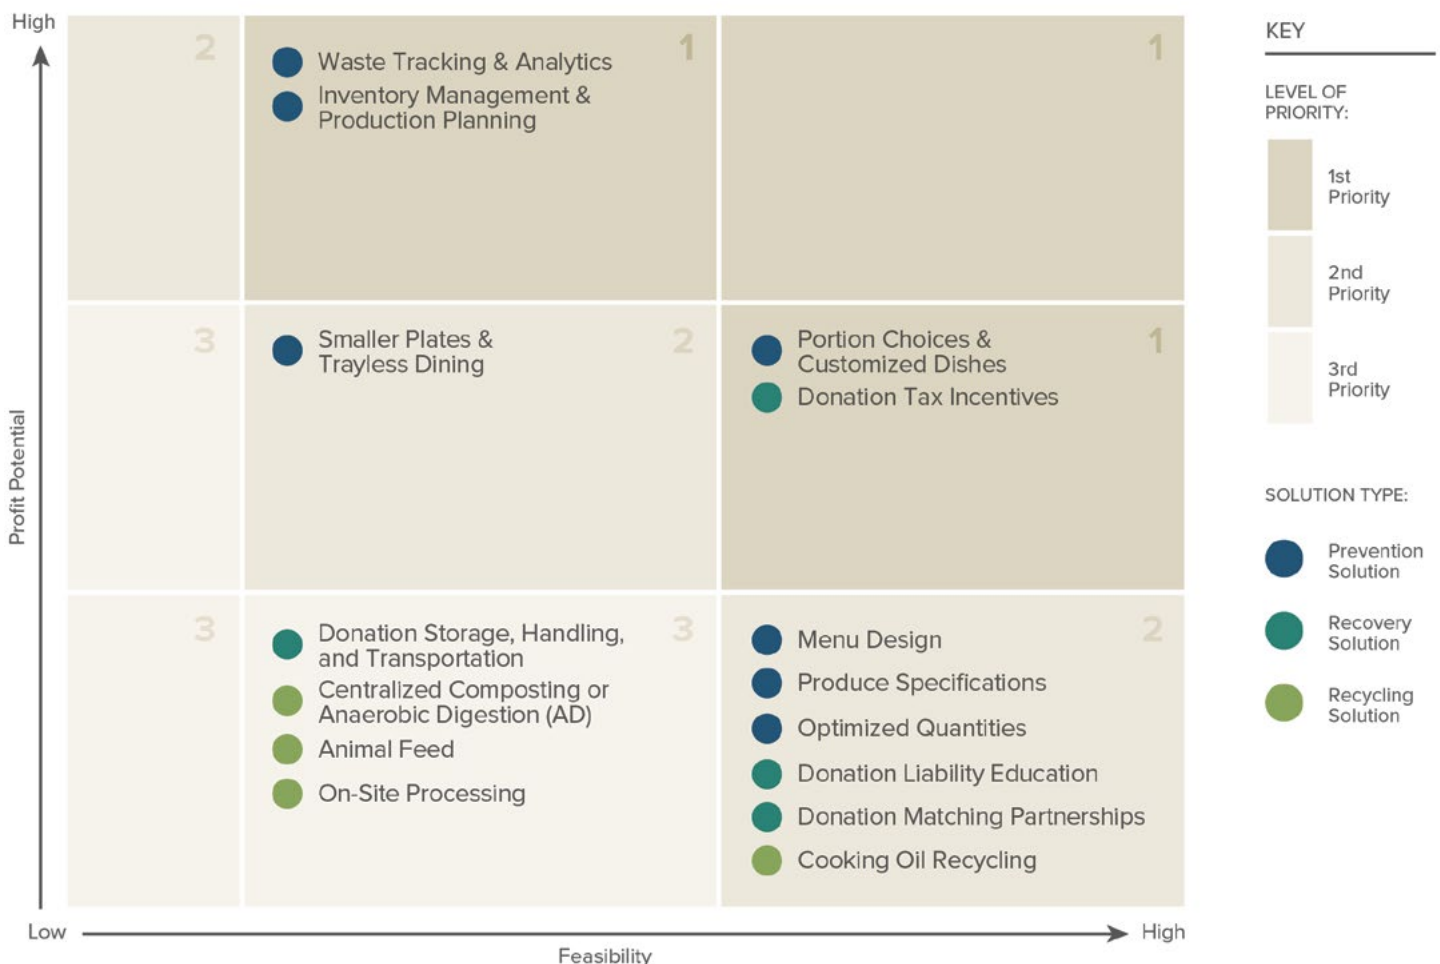 High
2
Waste Tracking & Analytics
Inventory Management &
Production Planning
1
1
3
Smaller Plates &
Trayless Dining
2
Portion Choices &
Customized Dishes
Donation Tax Incentives
1
3
Donation Storage, Handling,
and Transportation
Centralized Composting or
Anaerobic Digestion (AD)
Animal Feed
On-Site Processing
3
Menu Design
Produce Specifications
Optimized Quantities
Donation Liability Education
Donation Matching Partnerships
Cooking Oil Recycling
2
Profit Potential
Low
High
Feasibility
KEY
LEVEL OF
PRIORITY:
1st
Priority
2nd
Priority
3rd
Priority
SOLUTION TYPE:
Prevention
Solution
Recovery
Solution
Recycling
Solution